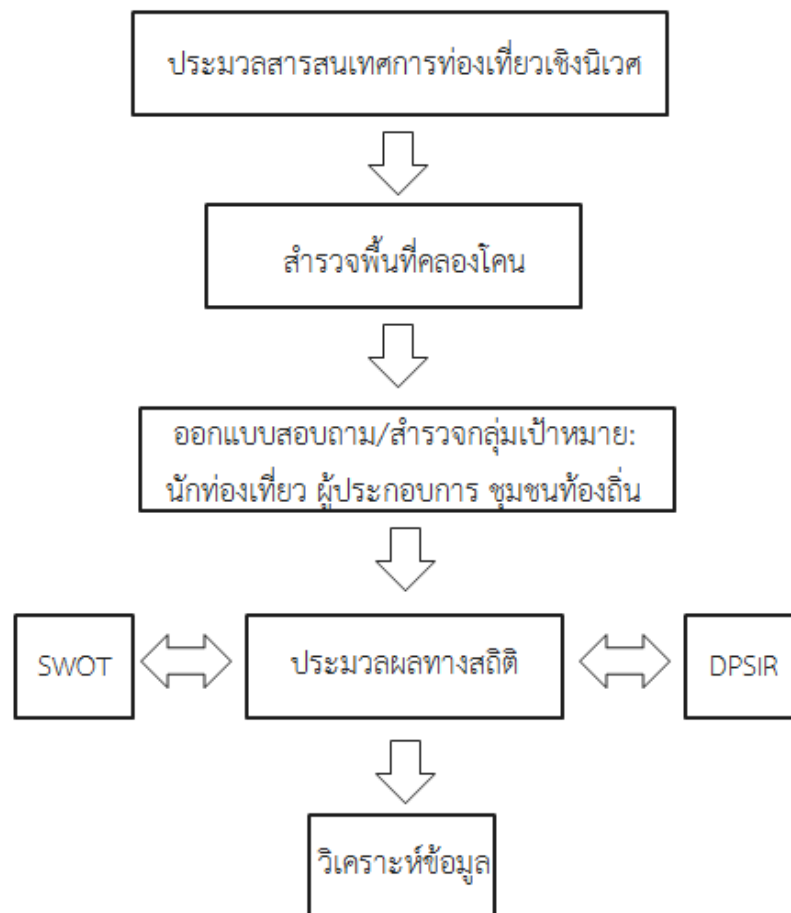 ประมวลสารสนเทศการท่องเที่ยวเชิงนิเวศ
สำรวจพื้นที่คลองโคน
ออกแบบสอบถาม/สำรวจกลุ่มเป้าหมาย:
นักท่องเที่ยว ผู้ประกอบการ ชุมชนท้องถิ่น
SWOT
ประมวลผลทางสถิติ
DPSIR
วิเคราะห์ข้อมูล